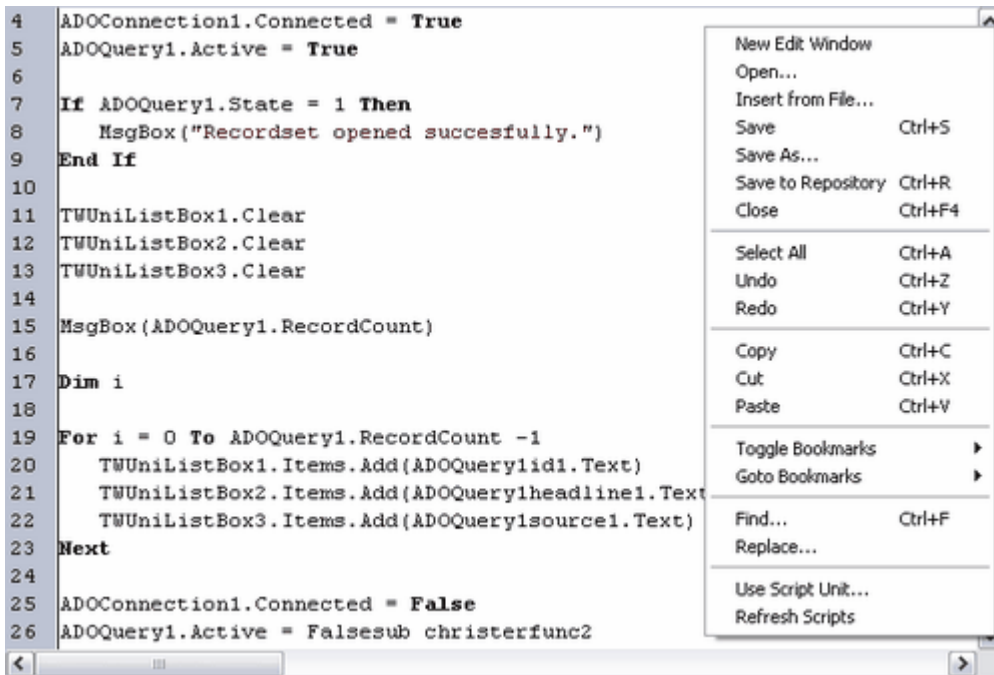 4 ADOConnection1.Connected = True
5 ADOQuery1.Active = True
6
7 If ADOQuery1.State = 1 Then
8 MsgBox("Recordset opened succesfully.")
9 End If
10
11 TWUniListBox1.Clear
12 TWUniListBox2.Clear
13 TWUniListBox3.Clear
14
15 MsgBox(ADOQuery1.RecordCount)
16
17 Dim i
18
19 For i = 0 To ADOQuery1.RecordCount -1
20 TWUniListBox1.Items.Add(ADOQuery1id1.Text)
21 TWUniListBox2.Items.Add(ADOQuery1headline1.Text
22 TWUniListBox3.Items.Add(ADOQuery1source1.Text)
23 Next
24
25 ADOConnection1.Connected = False
26 ADOQuery1.Active = Falsesub christerfunc2
New Edit Window
Open...
Insert from File...
Save Ctrl+S
Save As...
Save to Repository Ctrl+R
Close Ctrl+F4
Select All Ctrl+A
Undo Ctrl+Z
Redo Ctrl+Y
Copy Ctrl+C
Cut Ctrl+X
Paste Ctrl+V
Toggle Bookmarks
Goto Bookmarks
Find... Ctrl+F
Replace...
Use Script Unit...
Refresh Scripts